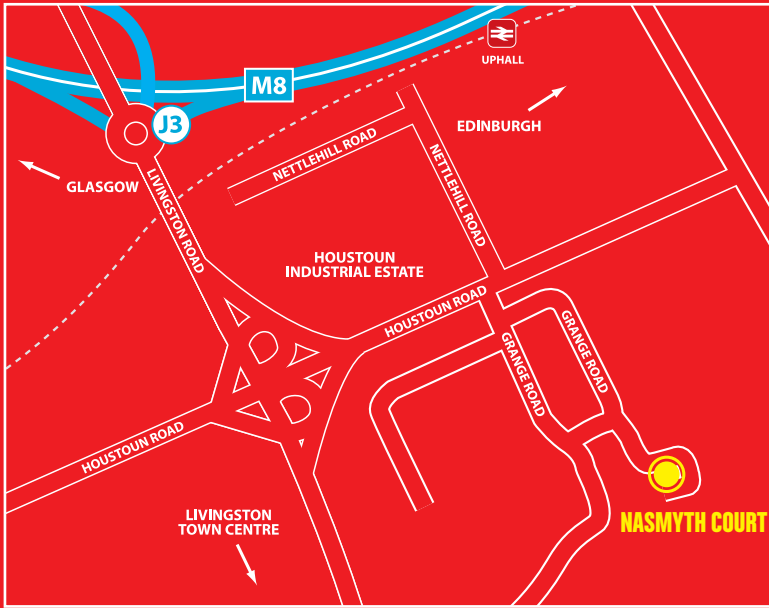 UPHALL
M8
J3
EDINBURGH
GLASGOW
NETTLEHILL ROAD
NETTLEHILL ROAD
LIVINGSTON ROAD
HOUSTOUN
INDUSTRIAL ESTATE
HOUSTOUN ROAD
GRANGE ROAD
GRANGE ROAD
HOUSTOUN ROAD
LIVINGSTON
TOWN CENTRE
NASMYTH COURT